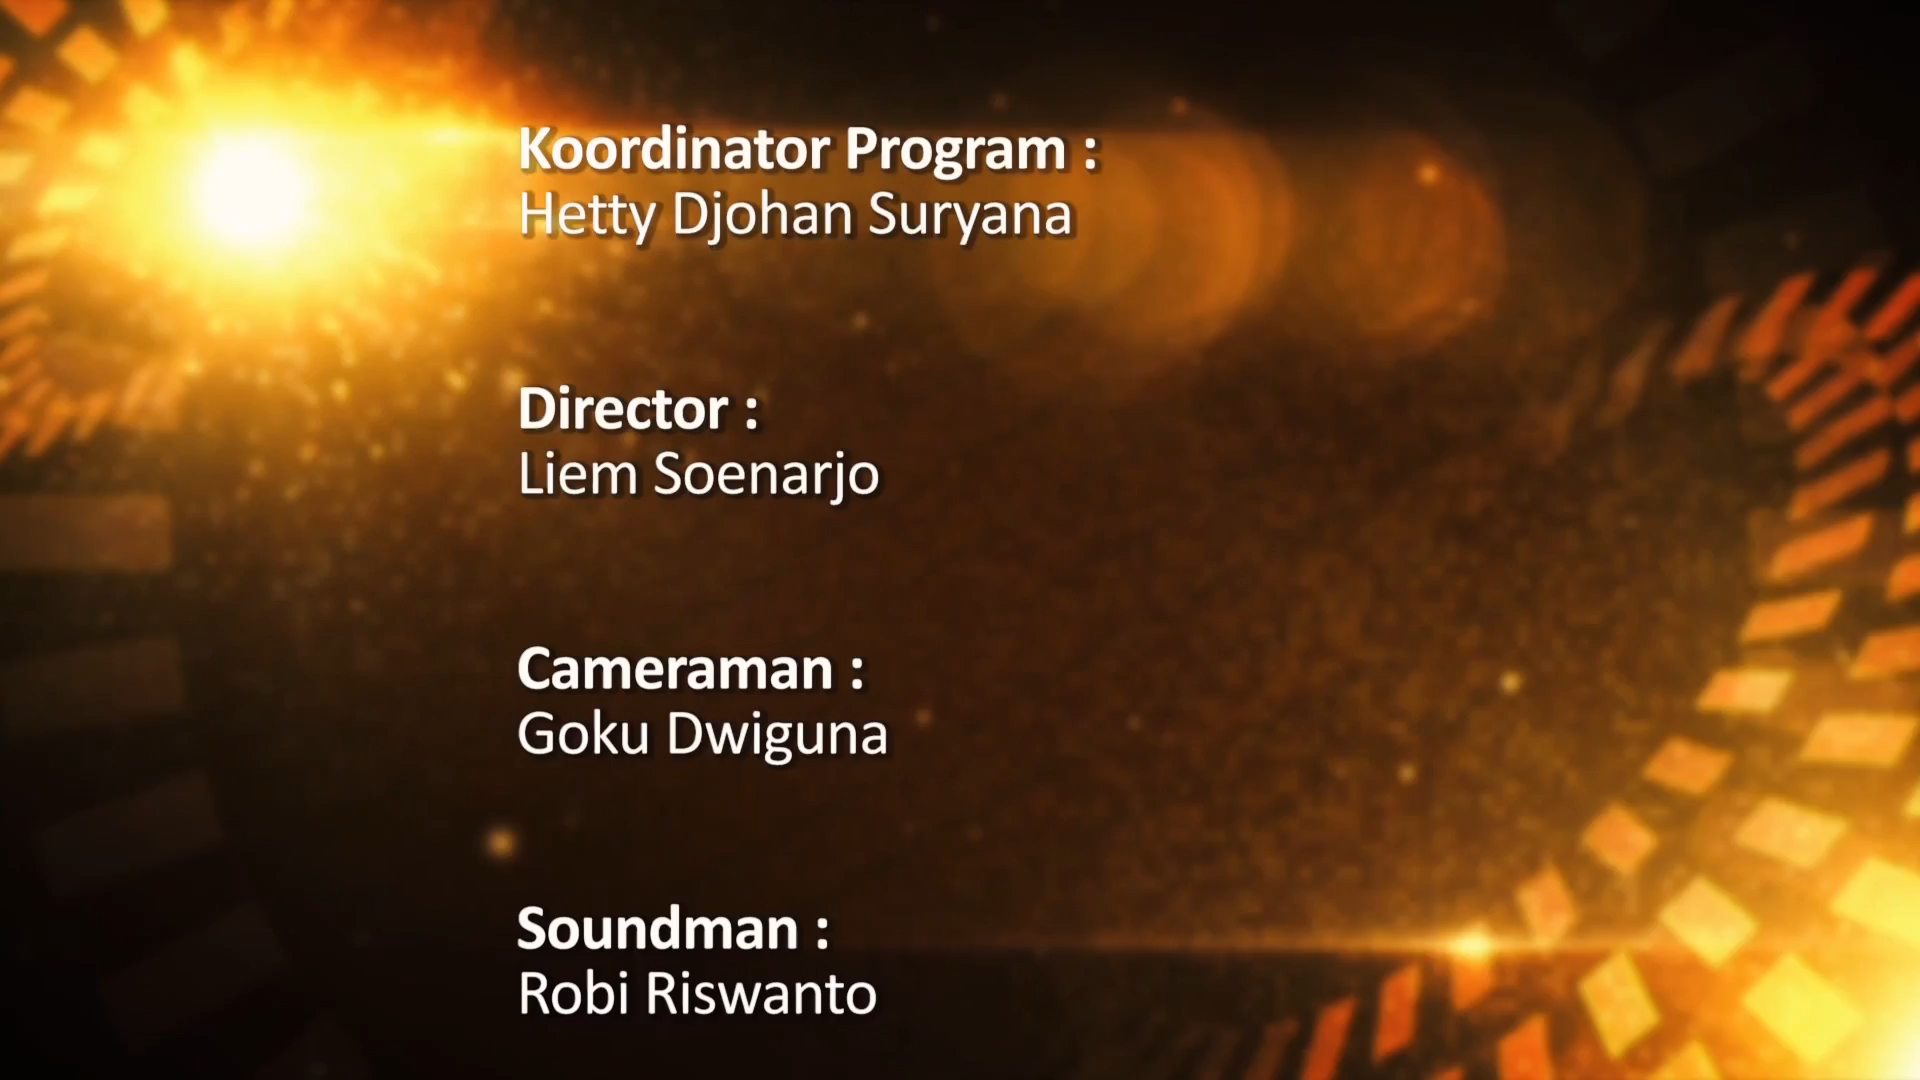 Koordinator Program :
Hetty Djohan Suryana
Director :
Liem Soenarjo
Cameraman :
Goku Dwiguna
Soundman :
Robi Riswanto